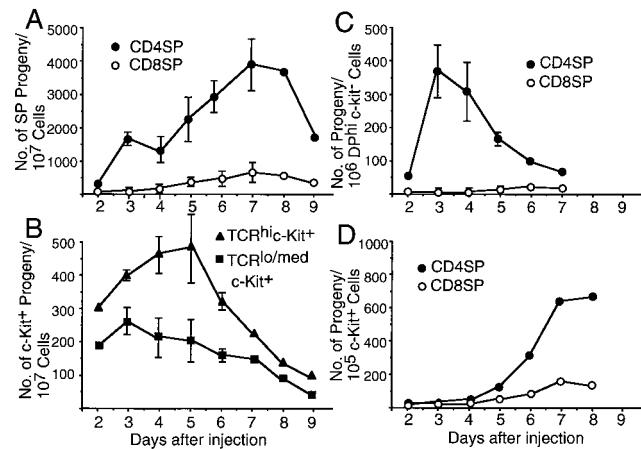 A
No. of SP Progeny/
10⁷ Cells
5000
4000
3000
2000
1000
CD4SP
CD8SP
2 3 4 5 6 7 8 9
B
No. of c-Kit⁺ Progeny/
10⁷ Cells
500
400
300
200
100
TCRʰⁱc-Kit⁺
TCRˡᵒ/ᵐᵉᵈ
c-Kit⁺
2 3 4 5 6 7 8 9
Days after injection
C
No. of Progeny/
10⁶ DPhi c-kit⁻ Cells
500
400
300
200
100
0
CD4SP
CD8SP
2 3 4 5 6 7 8 9
D
No. of Progeny/
10⁵ c-Kit⁺ Cells
1000
800
600
400
200
0
CD4SP
CD8SP
2 3 4 5 6 7 8 9
Days after injection